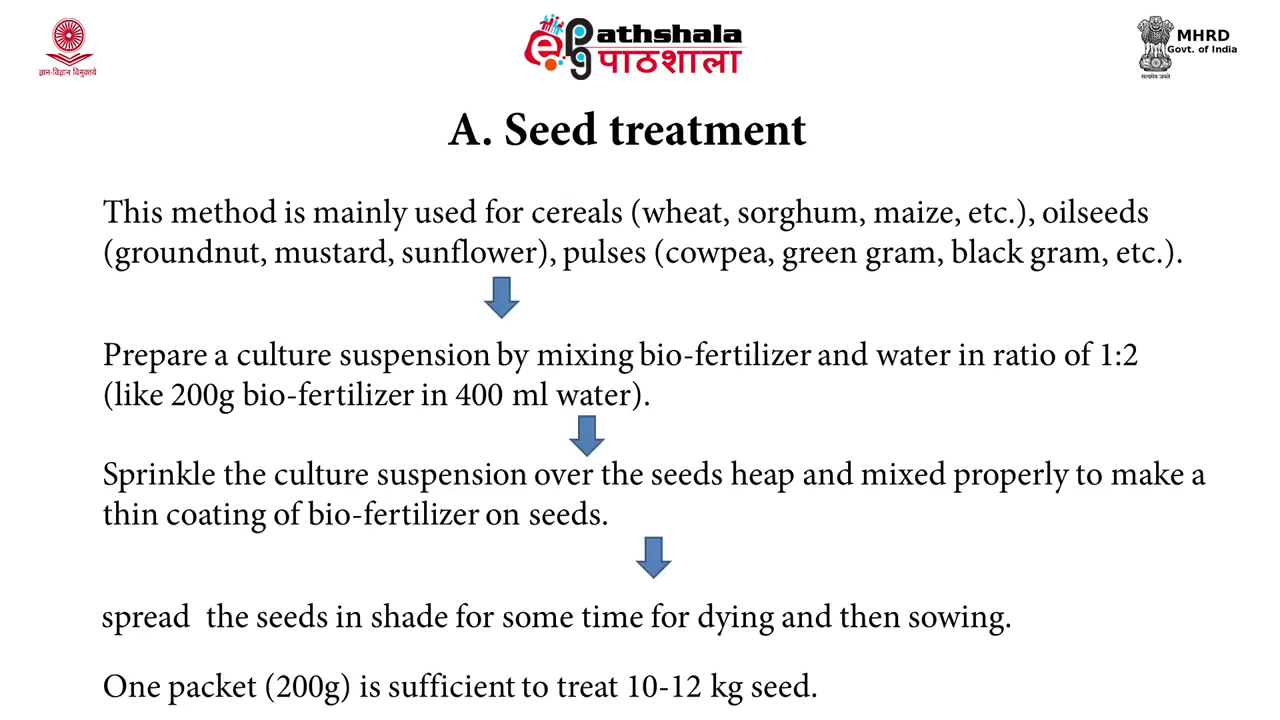 ज्ञान-विज्ञान विमुक्तये
athshala
पाठशाला
MHRD
Govt. of India
सत्यमेव जयते
A. Seed treatment
This method is mainly used for cereals (wheat, sorghum, maize, etc.), oilseeds
(groundnut, mustard, sunflower), pulses (cowpea, green gram, black gram, etc.).
Prepare a culture suspension by mixing bio-fertilizer and water in ratio of 1:2
(like 200g bio-fertilizer in 400 ml water).
Sprinkle the culture suspension over the seeds heap and mixed properly to make a
thin coating of bio-fertilizer on seeds.
spread the seeds in shade for some time for dying and then sowing.
One packet (200g) is sufficient to treat 10-12 kg seed.